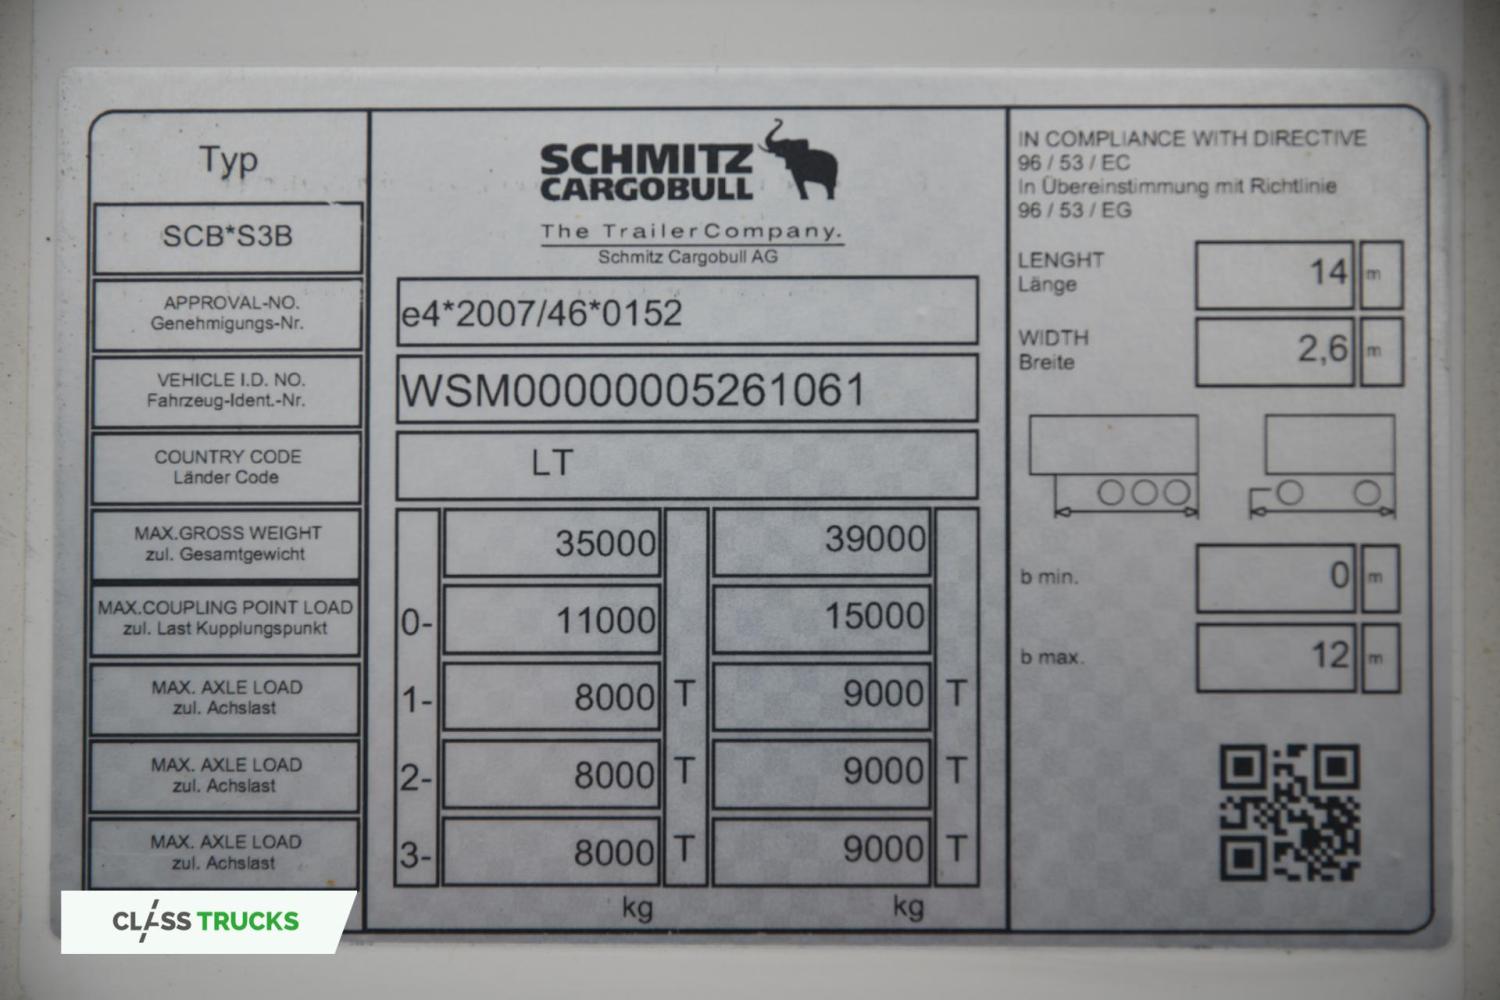 Typ
SCB*S3B
APPROVAL-NO.
Genehmigungs-Nr.
VEHICLE I.D. NO.
Fahrzeug-Ident.-Nr.
COUNTRY CODE
Länder Code
MAX.GROSS WEIGHT
zul. Gesamtgewicht
MAX.COUPLING POINT LOAD
zul. Last Kupplungspunkt
MAX. AXLE LOAD
zul. Achslast
MAX. AXLE LOAD
zul. Achslast
MAX. AXLE LOAD
zul. Achslast
SCHMITZ
CARGOBULL
The Trailer Company.
Schmitz Cargobull AG
e4*2007/46*0152
WSM00000005261061
LT
35000 39000
0- 11000 15000
1- 8000 T 9000 T
2- 8000 T 9000 T
3- 8000 T 9000 T
kg kg
IN COMPLIANCE WITH DIRECTIVE
96 / 53 / EC
In Übereinstimmung mit Richtlinie
96 / 53 / EG
LENGHT
Länge
14 m
WIDTH
Breite
2,6 m
b min. 0 m
b max. 12 m
CLASS TRUCKS